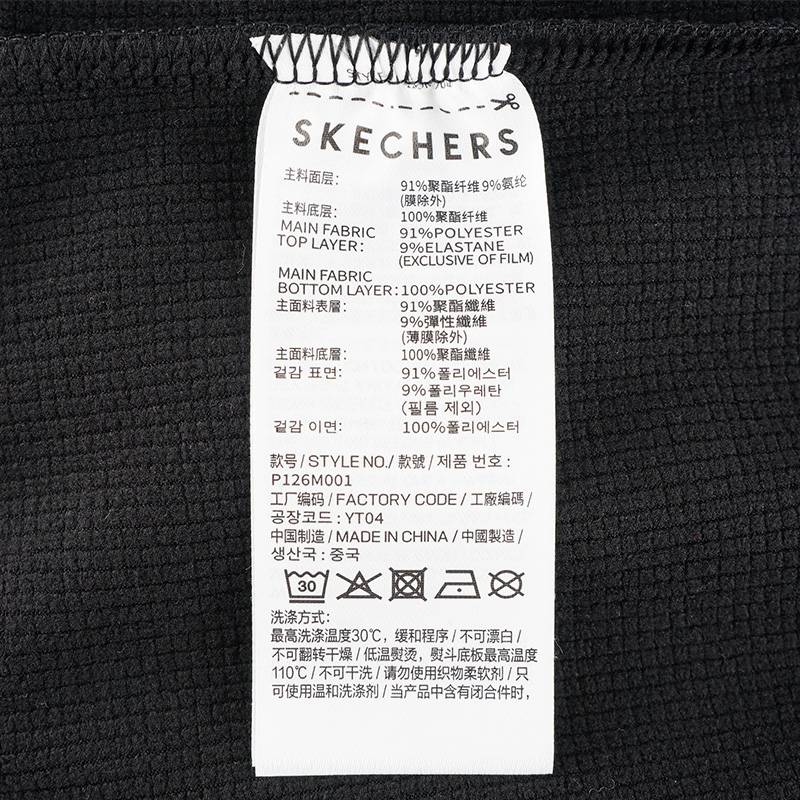 SKECHERS
主料面层: 91%聚酯纤维 9%氨纶
(膜除外)
主料底层: 100%聚酯纤维
MAIN FABRIC 91%POLYESTER
TOP LAYER: 9%ELASTANE
(EXCLUSIVE OF FILM)
MAIN FABRIC
BOTTOM LAYER: 100%POLYESTER
主面料表層: 91%聚酯纖維
9%彈性纖維
(薄膜除外)
主面料底層: 100%聚酯纖維
겉감 표면: 91%폴리에스터
9%폴리우레탄
(필름 제외)
겉감 이면: 100%폴리에스터
款号 / STYLE NO./ 款號 / 제품 번호 :
P126M001
工厂编码 / FACTORY CODE / 工廠編碼 /
공장코드 : YT04
中国制造 / MADE IN CHINA / 中國製造 /
생산국 : 중국
30
洗涤方式:
最高洗涤温度30℃, 缓和程序 / 不可漂白 /
不可翻转干燥 / 低温熨烫, 熨斗底板最高温度
110℃ / 不可干洗 / 请勿使用织物柔软剂 / 只
可使用温和洗涤剂 / 当产品中含有闭合件时,